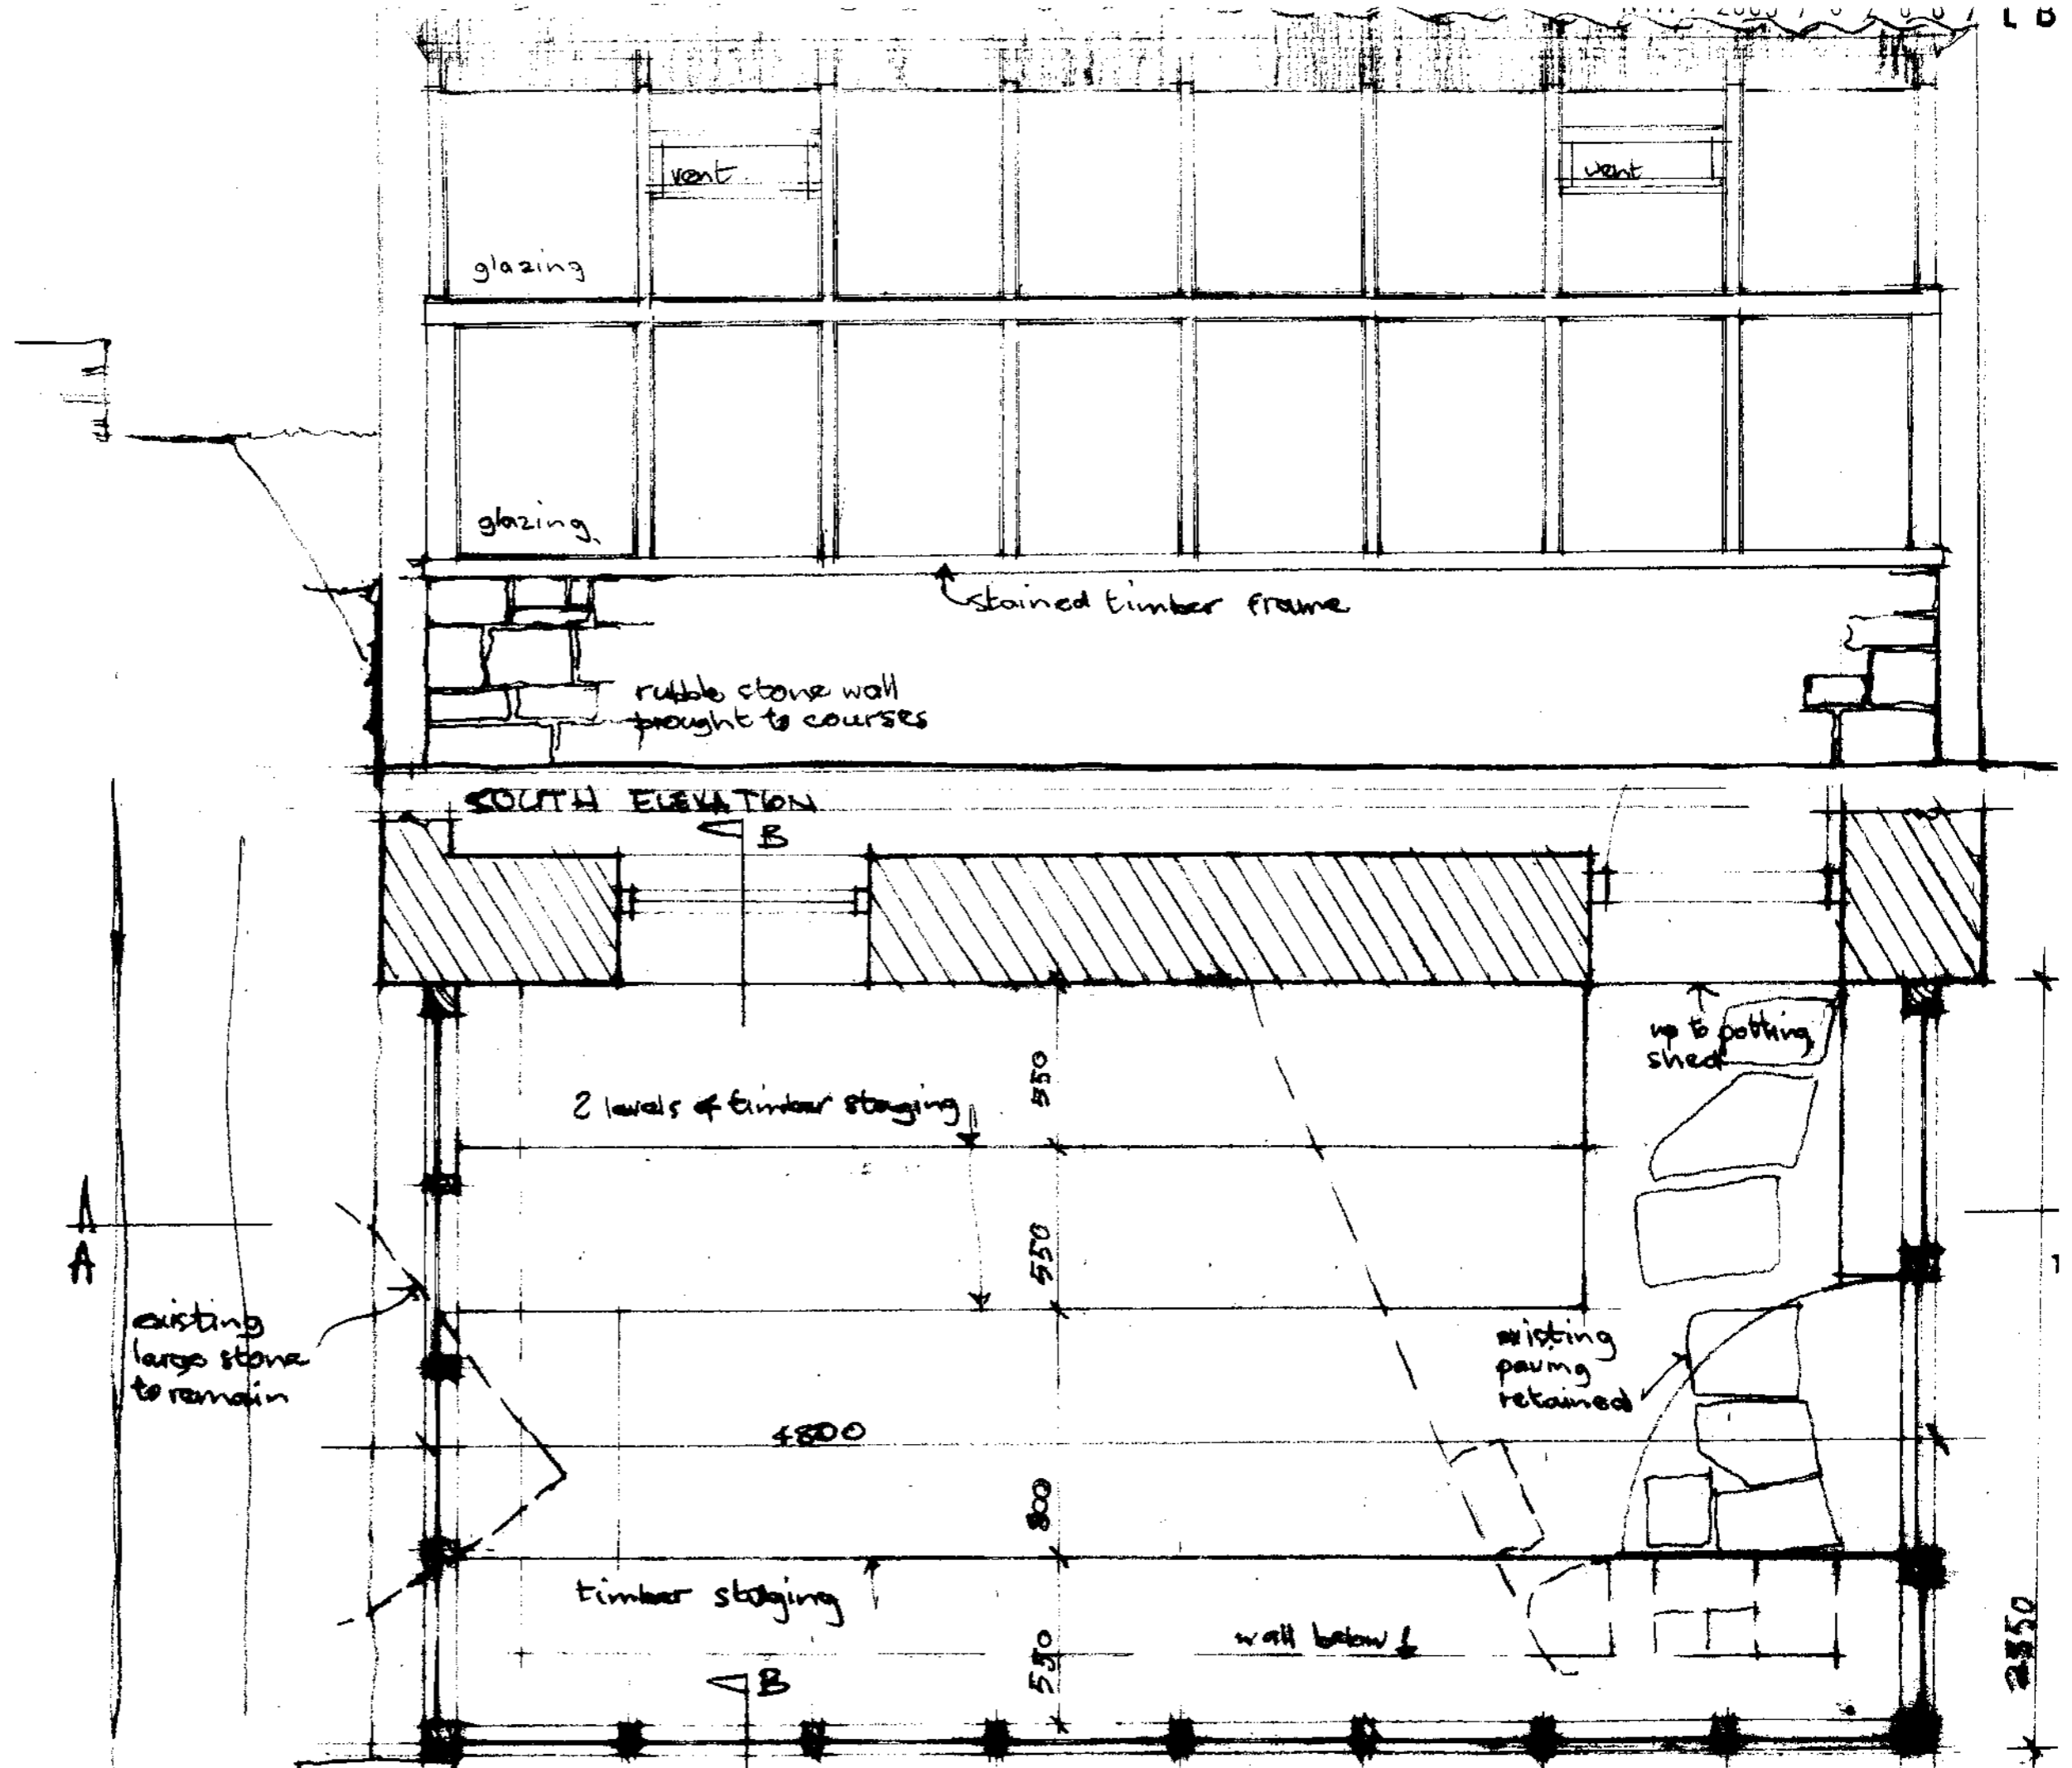 vent
vent
glazing
glazing
stained timber frame
rubble stone wall
brought to courses
SOUTH ELEVATION
B
up to potting
shed
550
2 levels of timber staging
550
A
existing
large stone
to remain
existing
paving
retained
4800
800
timber staging
wall below
550
B